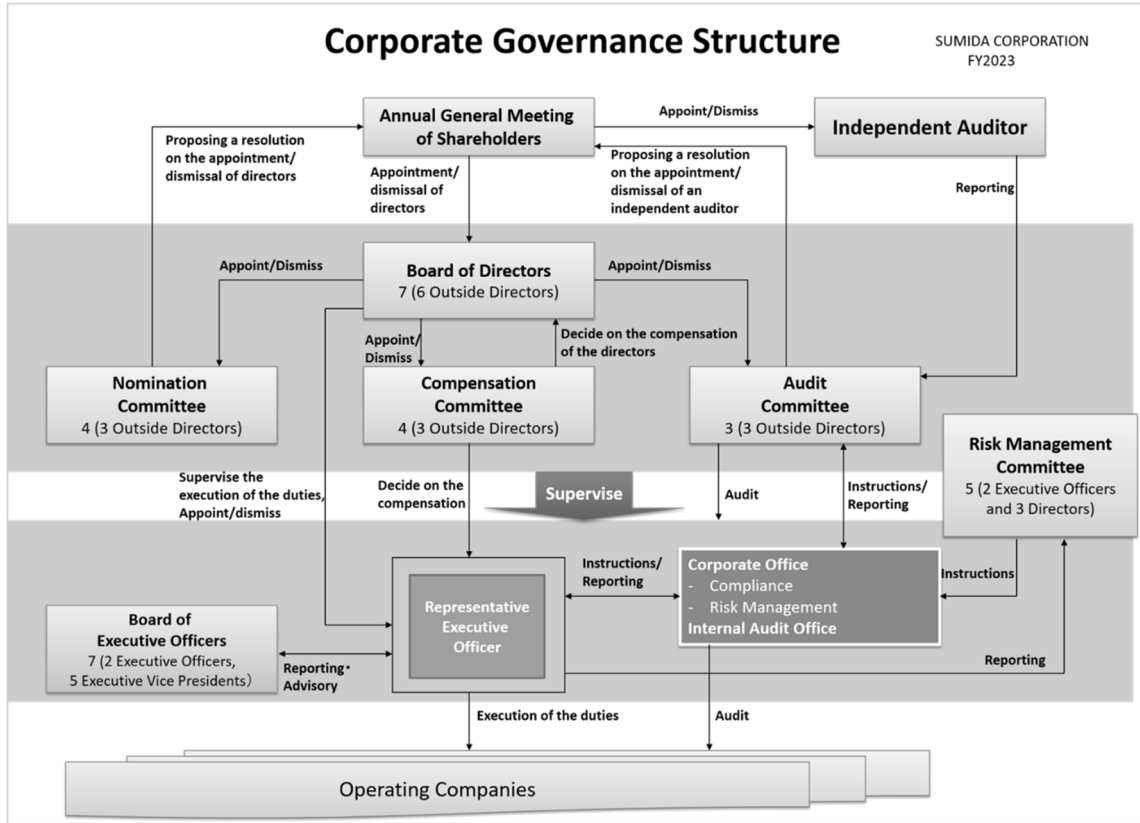 Corporate Governance Structure
SUMIDA CORPORATION
FY2023
Annual General Meeting
of Shareholders
Appoint/Dismiss
Independent Auditor
Proposing a resolution
on the appointment/
dismissal of directors
Appointment/
dismissal of
directors
Proposing a resolution
on the appointment/
dismissal of an
independent auditor
Reporting
Appoint/Dismiss
Board of Directors
7 (6 Outside Directors)
Appoint/Dismiss
Appoint/
Dismiss
Decide on the compensation
of the directors
Nomination
Committee
4 (3 Outside Directors)
Compensation
Committee
4 (3 Outside Directors)
Audit
Committee
3 (3 Outside Directors)
Risk Management
Committee
5 (2 Executive Officers
and 3 Directors)
Supervise the
execution of the duties,
Appoint/dismiss
Decide on the
compensation
Supervise
Audit
Instructions/
Reporting
Instructions/
Reporting
Corporate Office
- Compliance
- Risk Management
Internal Audit Office
Instructions
Representative
Executive
Officer
Board of
Executive Officers
7 (2 Executive Officers,
5 Executive Vice Presidents)
Reporting・
Advisory
Reporting
Execution of the duties
Audit
Operating Companies